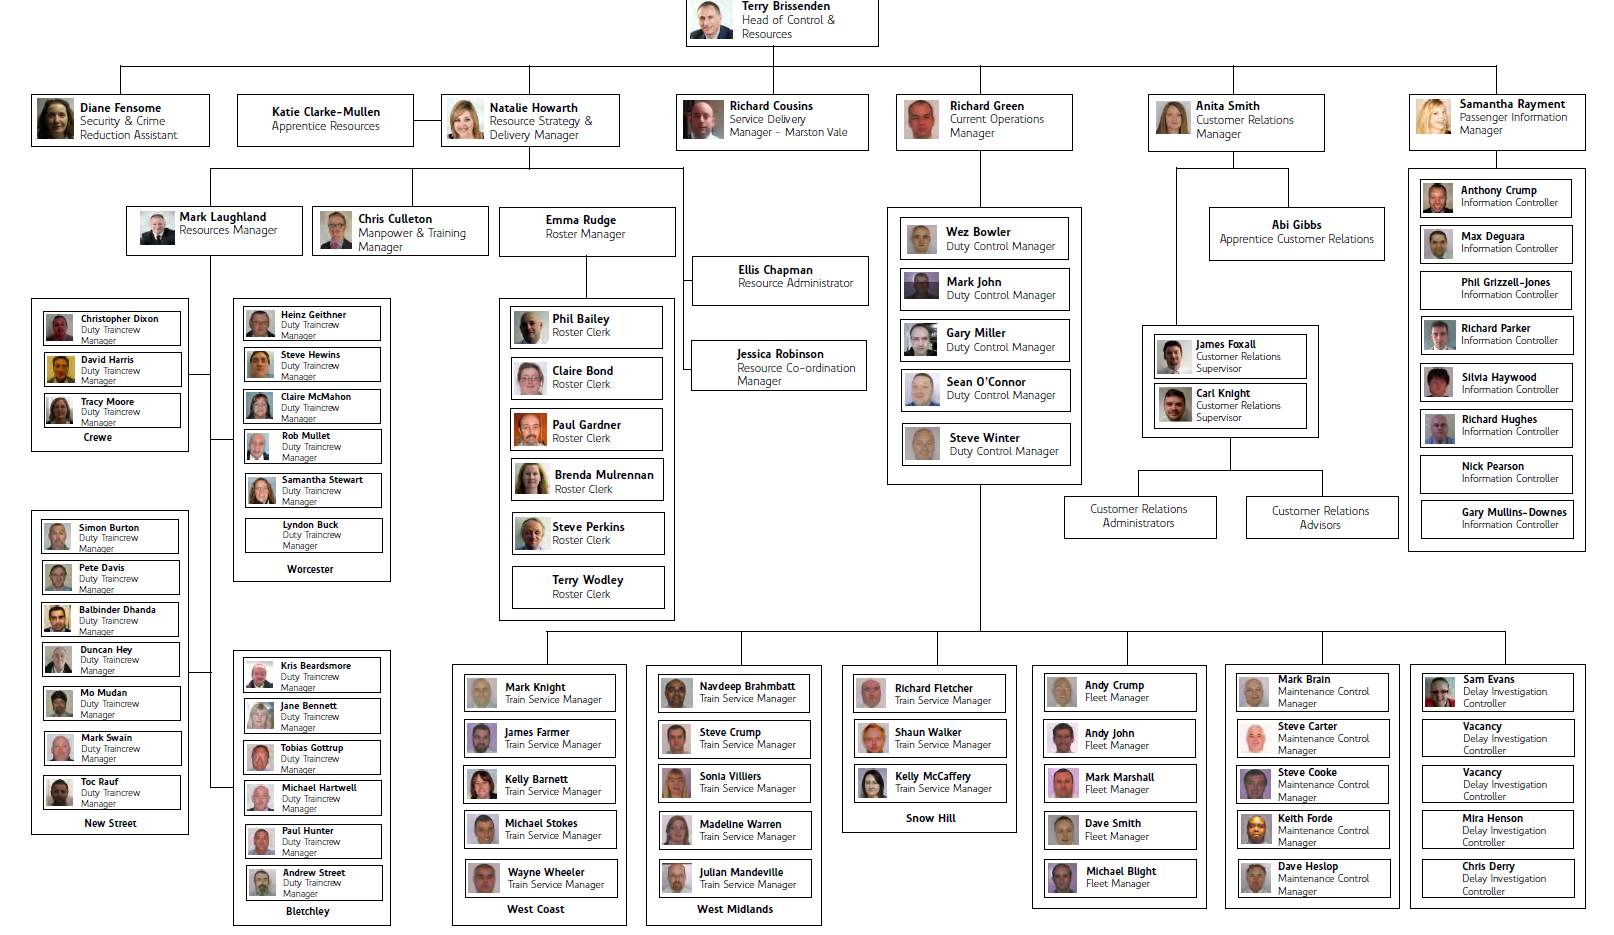 Terry Brissenden
Head of Control &
Resources
Diane Fensome
Security & Crime
Reduction Assistant
Katie Clarke-Mullen
Apprentice Resources
Natalie Howarth
Resource Strategy &
Delivery Manager
Richard Cousins
Service Delivery
Manager - Marston Vale
Richard Green
Current Operations
Manager
Anita Smith
Customer Relations
Manager
Samantha Rayment
Passenger Information
Manager
Mark Laughland
Resources Manager
Chris Culleton
Manpower & Training
Manager
Emma Rudge
Roster Manager
Ellis Chapman
Resource Administrator
Jessica Robinson
Resource Co-ordination
Manager
Christopher Dixon
Duty Traincrew
Manager
David Harris
Duty Traincrew
Manager
Tracy Moore
Duty Traincrew
Manager
Crewe
Heinz Geithner
Duty Traincrew
Manager
Steve Hewins
Duty Traincrew
Manager
Claire McMahon
Duty Traincrew
Manager
Rob Mullet
Duty Traincrew
Manager
Samantha Stewart
Duty Traincrew
Manager
Lyndon Buck
Duty Traincrew
Manager
Worcester
Simon Burton
Duty Traincrew
Manager
Pete Davis
Duty Traincrew
Manager
Balbinder Dhanda
Duty Traincrew
Manager
Duncan Hey
Duty Traincrew
Manager
Mo Mudan
Duty Traincrew
Manager
Mark Swain
Duty Traincrew
Manager
Toc Rauf
Duty Traincrew
Manager
New Street
Kris Beardsmore
Duty Traincrew
Manager
Jane Bennett
Duty Traincrew
Manager
Tobias Gottrup
Duty Traincrew
Manager
Michael Hartwell
Duty Traincrew
Manager
Paul Hunter
Duty Traincrew
Manager
Andrew Street
Duty Traincrew
Manager
Bletchley
Phil Bailey
Roster Clerk
Claire Bond
Roster Clerk
Paul Gardner
Roster Clerk
Brenda Mulrennan
Roster Clerk
Steve Perkins
Roster Clerk
Terry Wodley
Roster Clerk
Wez Bowler
Duty Control Manager
Mark John
Duty Control Manager
Gary Miller
Duty Control Manager
Sean O'Connor
Duty Control Manager
Steve Winter
Duty Control Manager
Abi Gibbs
Apprentice Customer Relations
James Foxall
Customer Relations
Supervisor
Carl Knight
Customer Relations
Supervisor
Customer Relations
Administrators
Customer Relations
Advisors
Anthony Crump
Information Controller
Max Deguara
Information Controller
Phil Grizzell-Jones
Information Controller
Richard Parker
Information Controller
Silvia Haywood
Information Controller
Richard Hughes
Information Controller
Nick Pearson
Information Controller
Gary Mullins-Downes
Information Controller
Mark Knight
Train Service Manager
James Farmer
Train Service Manager
Kelly Barnett
Train Service Manager
Michael Stokes
Train Service Manager
Wayne Wheeler
Train Service Manager
West Coast
Navdeep Brahmbatt
Train Service Manager
Steve Crump
Train Service Manager
Sonia Villiers
Train Service Manager
Madeline Warren
Train Service Manager
Julian Mandeville
Train Service Manager
West Midlands
Richard Fletcher
Train Service Manager
Shaun Walker
Train Service Manager
Kelly McCaffery
Train Service Manager
Snow Hill
Andy Crump
Fleet Manager
Andy John
Fleet Manager
Mark Marshall
Fleet Manager
Dave Smith
Fleet Manager
Michael Blight
Fleet Manager
Mark Brain
Maintenance Control
Manager
Steve Carter
Maintenance Control
Manager
Steve Cooke
Maintenance Control
Manager
Keith Forde
Maintenance Control
Manager
Dave Heslop
Maintenance Control
Manager
Sam Evans
Delay Investigation
Controller
Vacancy
Delay Investigation
Controller
Vacancy
Delay Investigation
Controller
Mira Henson
Delay Investigation
Controller
Chris Derry
Delay Investigation
Controller